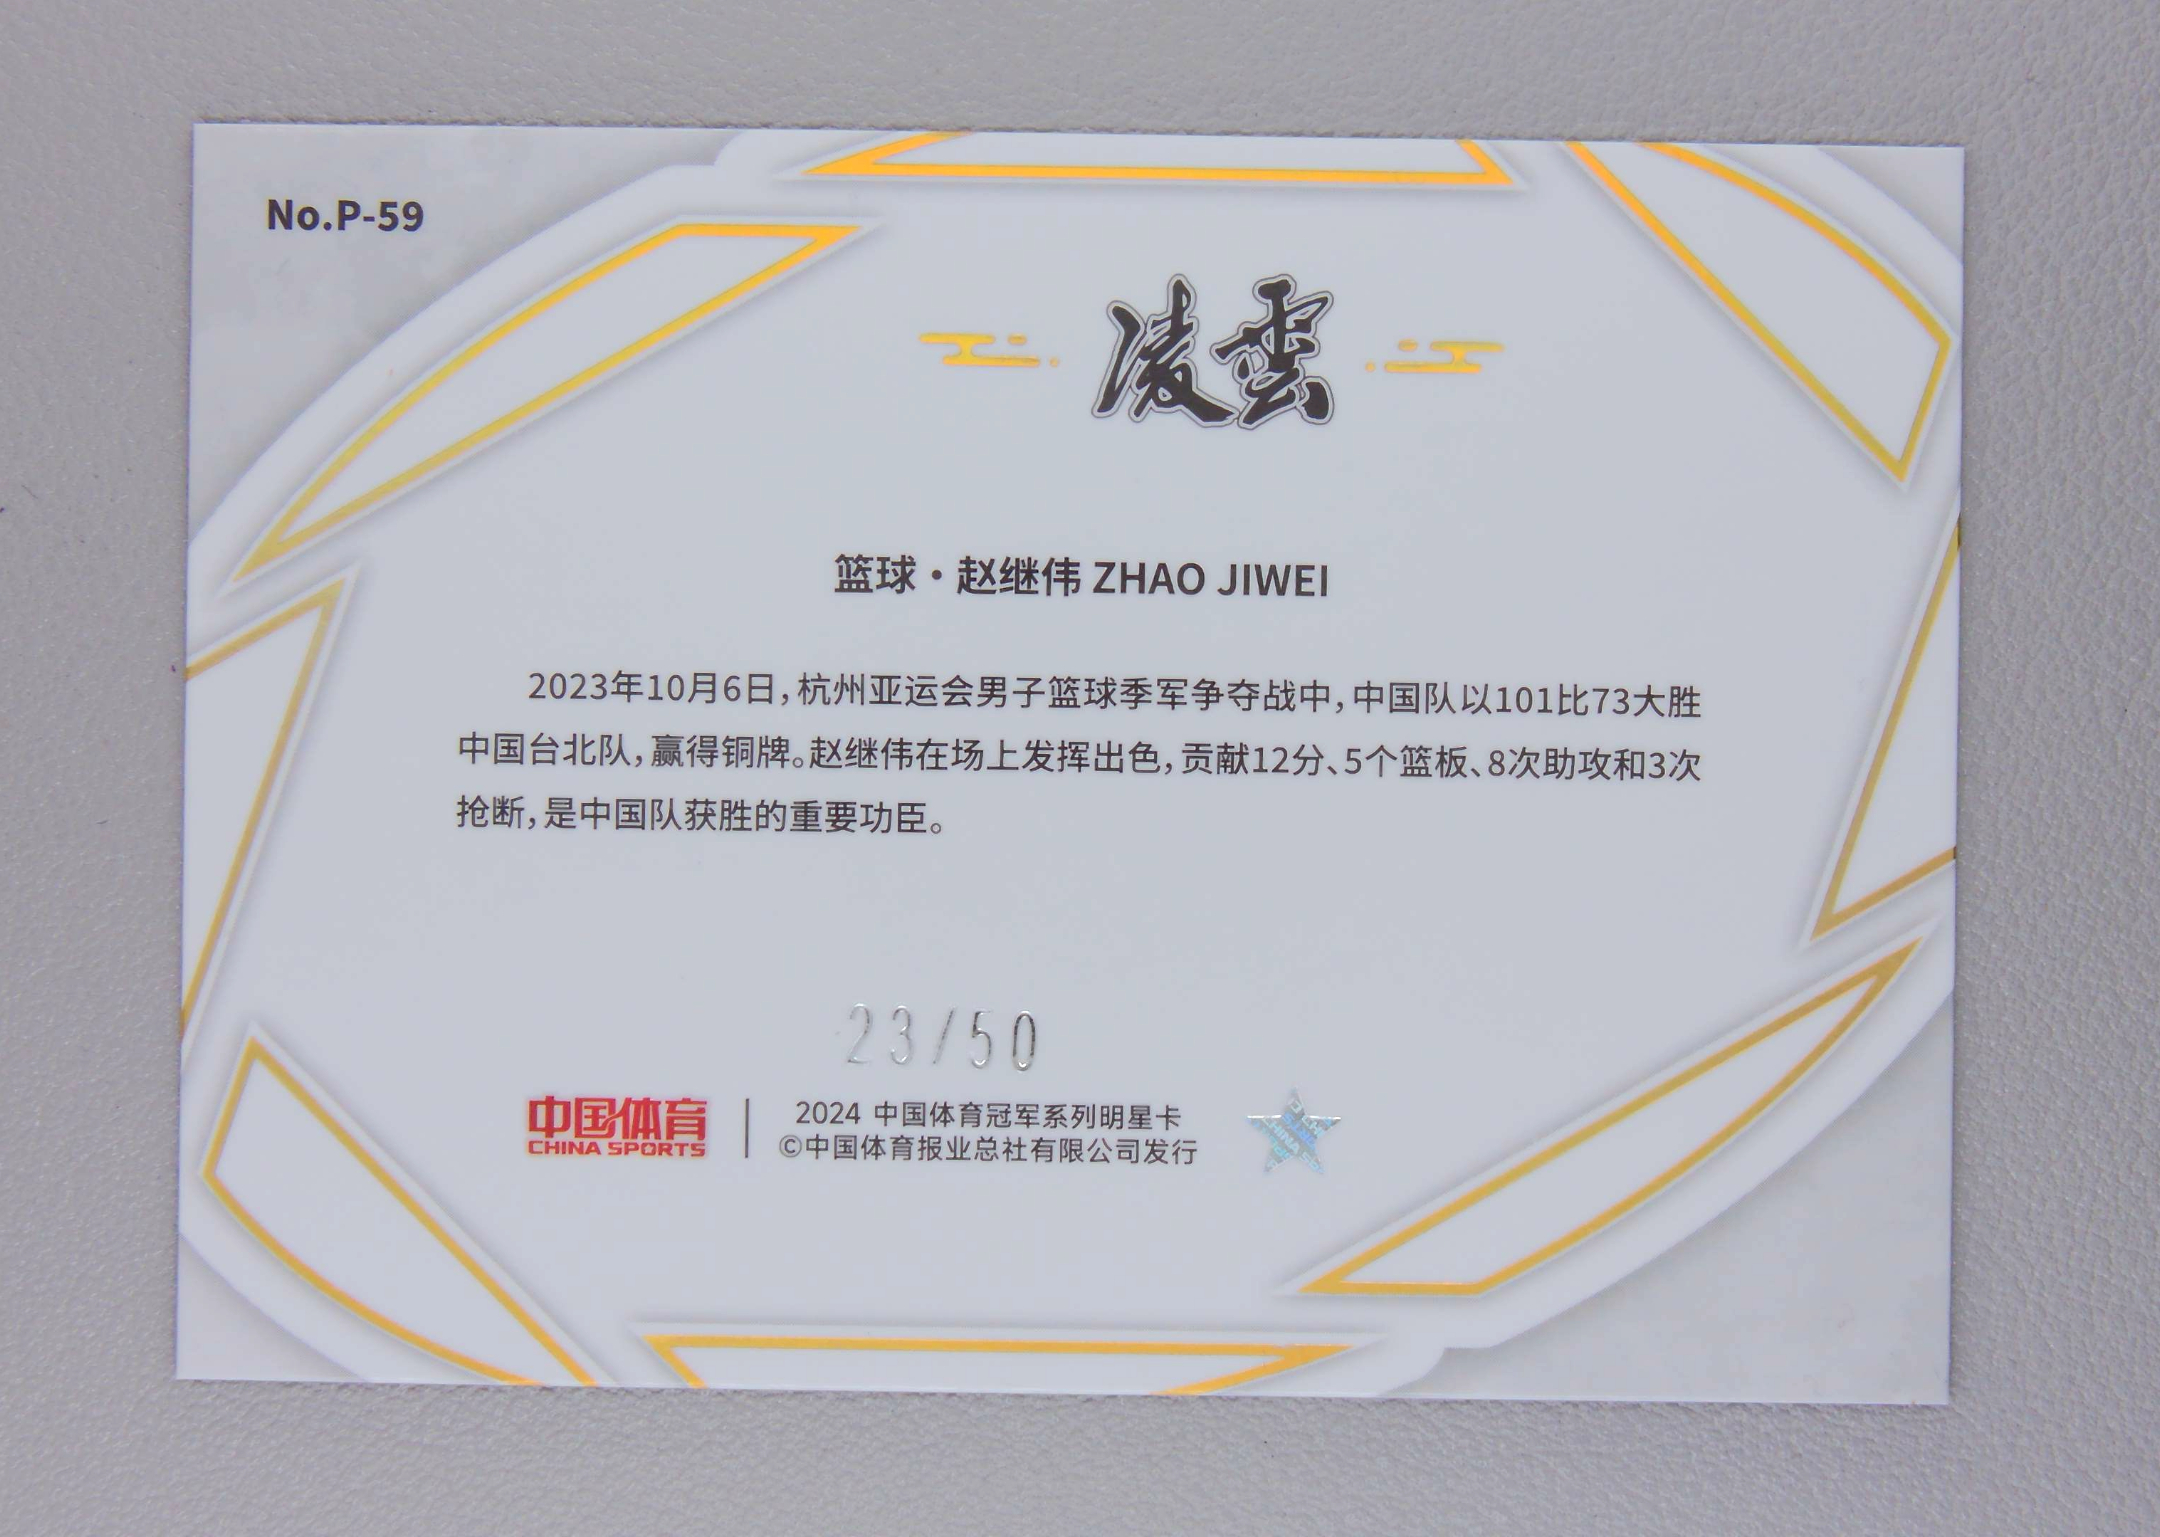 No.P-59
凌雲
篮球·赵继伟 ZHAO JIWEI
2023年10月6日,杭州亚运会男子篮球季军争夺战中,中国队以101比73大胜
中国台北队,赢得铜牌。赵继伟在场上发挥出色,贡献12分、5个篮板、8次助攻和3次
抢断,是中国队获胜的重要功臣。
23/50
中国体育
CHINA SPORTS
2024 中国体育冠军系列明星卡
©中国体育报业总社有限公司发行